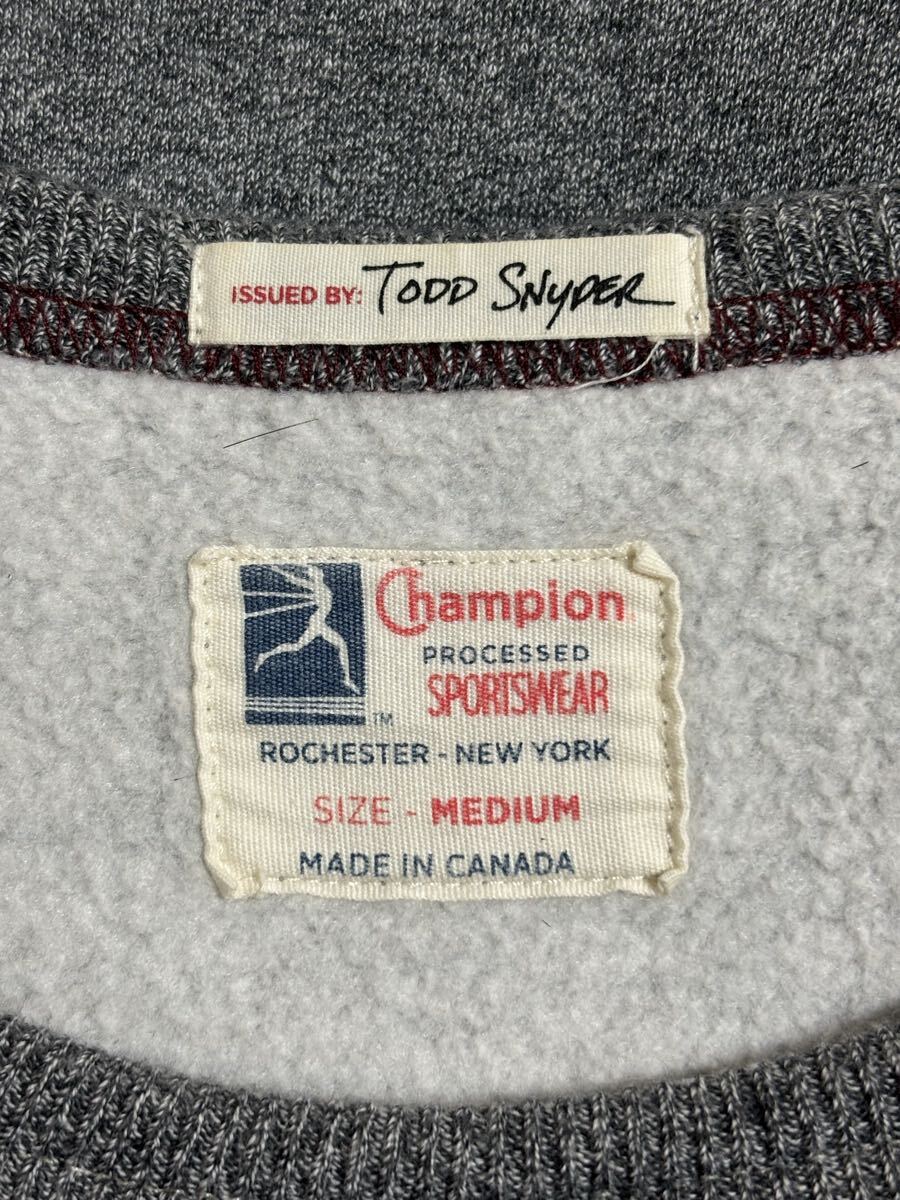 ISSUED BY: TODD SNYDER
Champion
PROCESSED
SPORTSWEAR
TM
ROCHESTER - NEW YORK
SIZE - MEDIUM
MADE IN CANADA